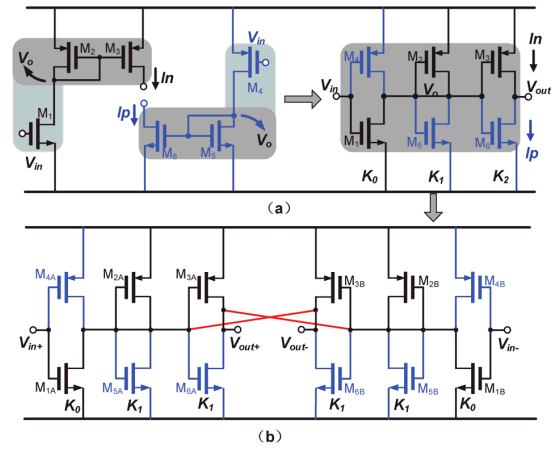 M2 M3 Vin
Vo In M4
M1 Ip
Vin M6 M5 Vo
In
M4 M2 M3
Vin Vo Vout
M1 M5 M6 Ip
K0 K1 K2
(a)
M4A M2A M3A M3B M2B M4B
Vin+ Vout+ Vout- Vin-
M1A M5A M6A M6B M5B M1B
K0 K1 K1 K1 K1 K0
(b)